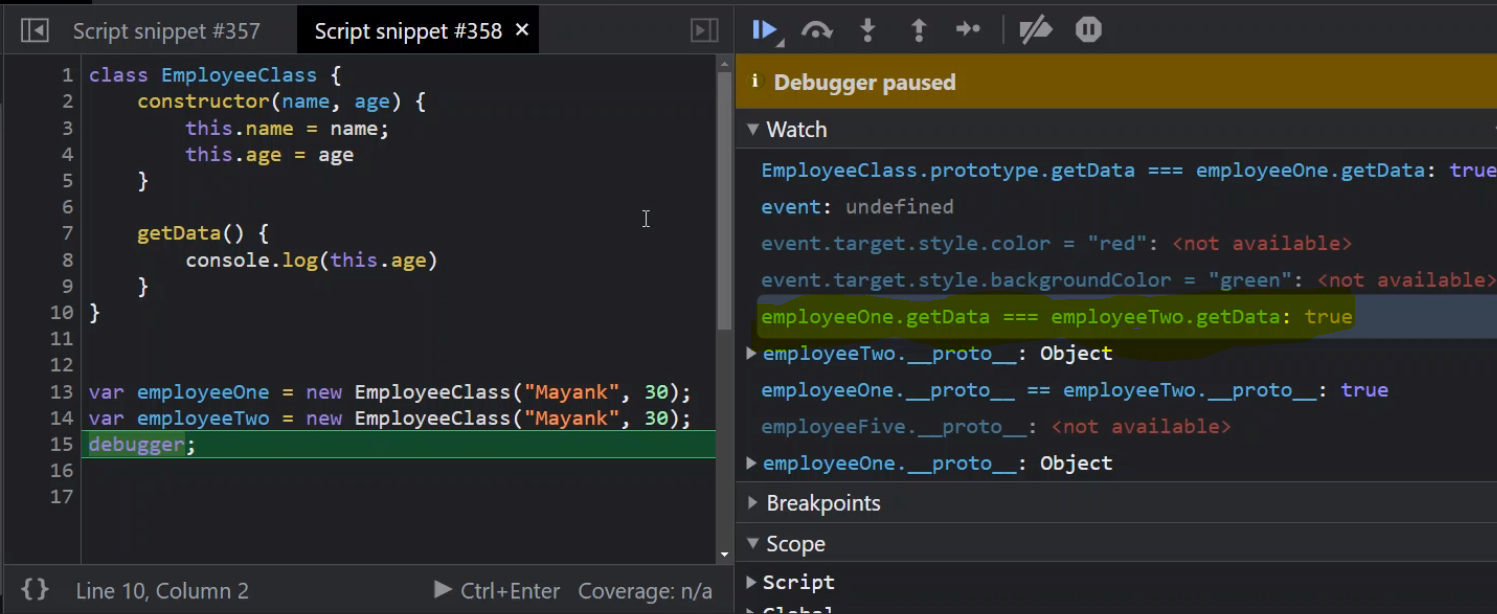 Script snippet #357 Script snippet #358 ×
1 class EmployeeClass {
2 constructor(name, age) {
3 this.name = name;
4 this.age = age
5 }
6
7 getData() {
8 console.log(this.age)
9 }
10 }
11
12
13 var employeeOne = new EmployeeClass("Mayank", 30);
14 var employeeTwo = new EmployeeClass("Mayank", 30);
15 debugger;
16
17
{} Line 10, Column 2 Ctrl+Enter Coverage: n/a
Debugger paused
Watch
EmployeeClass.prototype.getData === employeeOne.getData: true
event: undefined
event.target.style.color = "red": <not available>
event.target.style.backgroundColor = "green": <not available>
employeeOne.getData === employeeTwo.getData: true
employeeTwo.__proto__: Object
employeeOne.__proto__ == employeeTwo.__proto__: true
employeeFive.__proto__: <not available>
employeeOne.__proto__: Object
Breakpoints
Scope
Script
Global